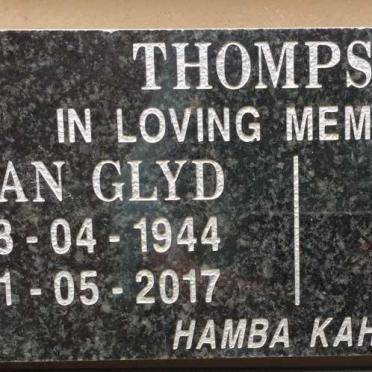 THOMPS
IN LOVING MEM
AN GLYD
3 - 04 - 1944
1 - 05 - 2017
HAMBA KAH